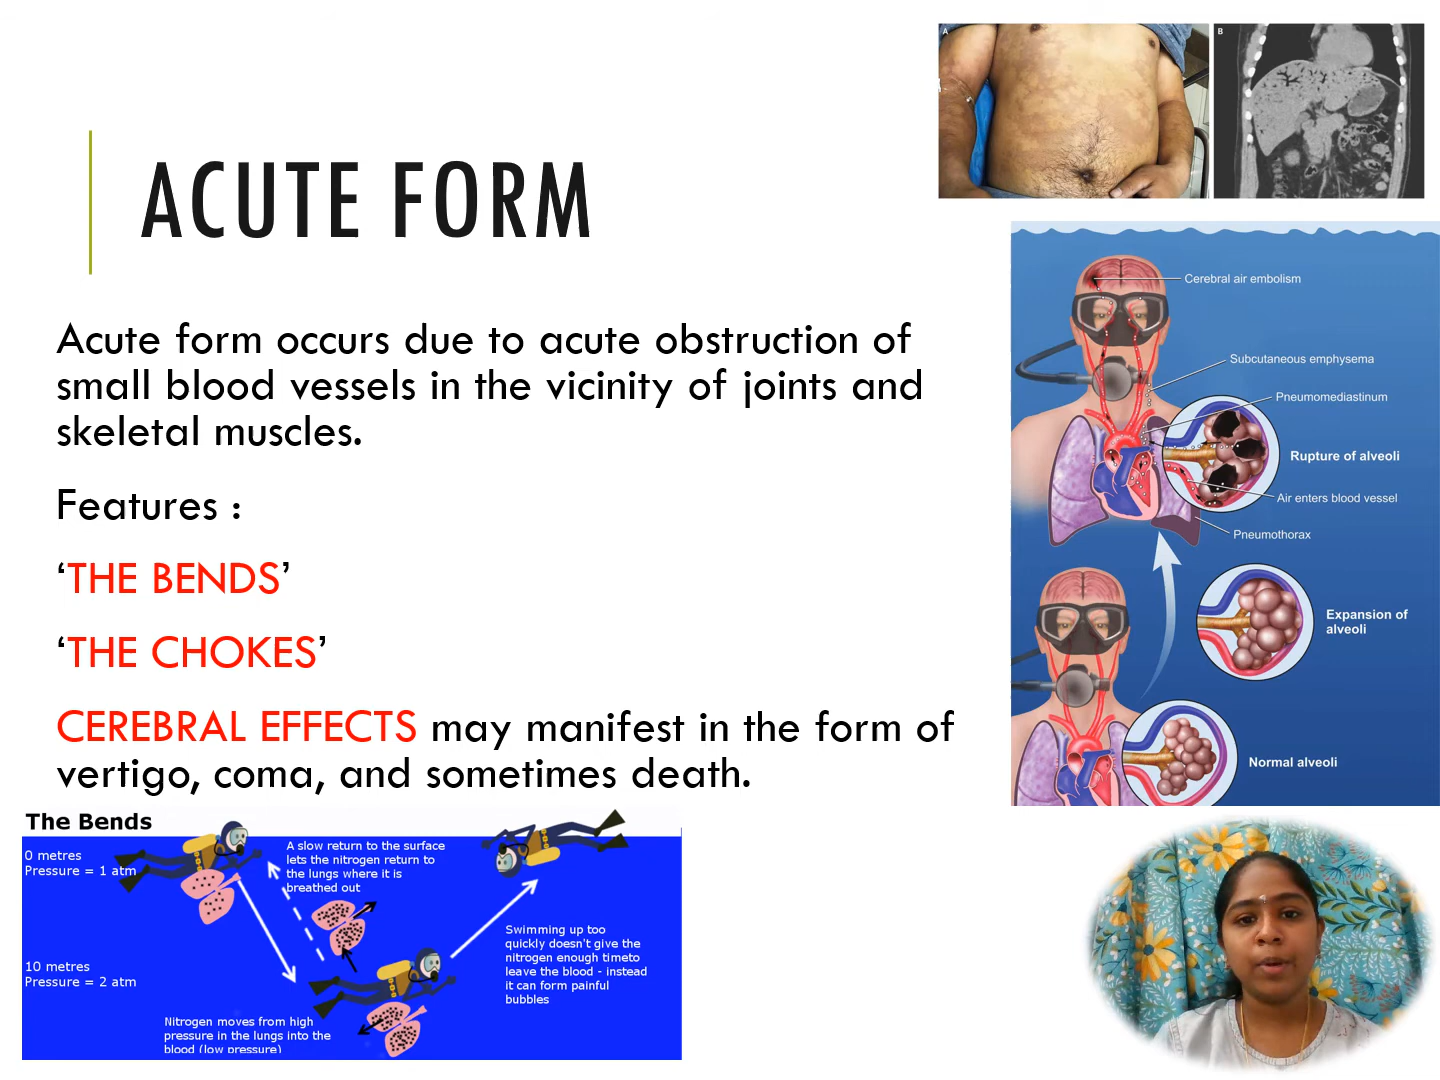 ACUTE FORM
Acute form occurs due to acute obstruction of
small blood vessels in the vicinity of joints and
skeletal muscles.
Features :
‘THE BENDS’
‘THE CHOKES’
CEREBRAL EFFECTS may manifest in the form of
vertigo, coma, and sometimes death.
A
B
Cerebral air embolism
Subcutaneous emphysema
Pneumomediastinum
Rupture of alveoli
Air enters blood vessel
Pneumothorax
Expansion of
alveoli
Normal alveoli
The Bends
0 metres
Pressure = 1 atm
A slow return to the surface
lets the nitrogen return to
the lungs where it is
breathed out
10 metres
Pressure = 2 atm
Swimming up too
quickly doesn't give the
nitrogen enough timeto
leave the blood - instead
it can form painful
bubbles
Nitrogen moves from high
pressure in the lungs into the
blood (low pressure)